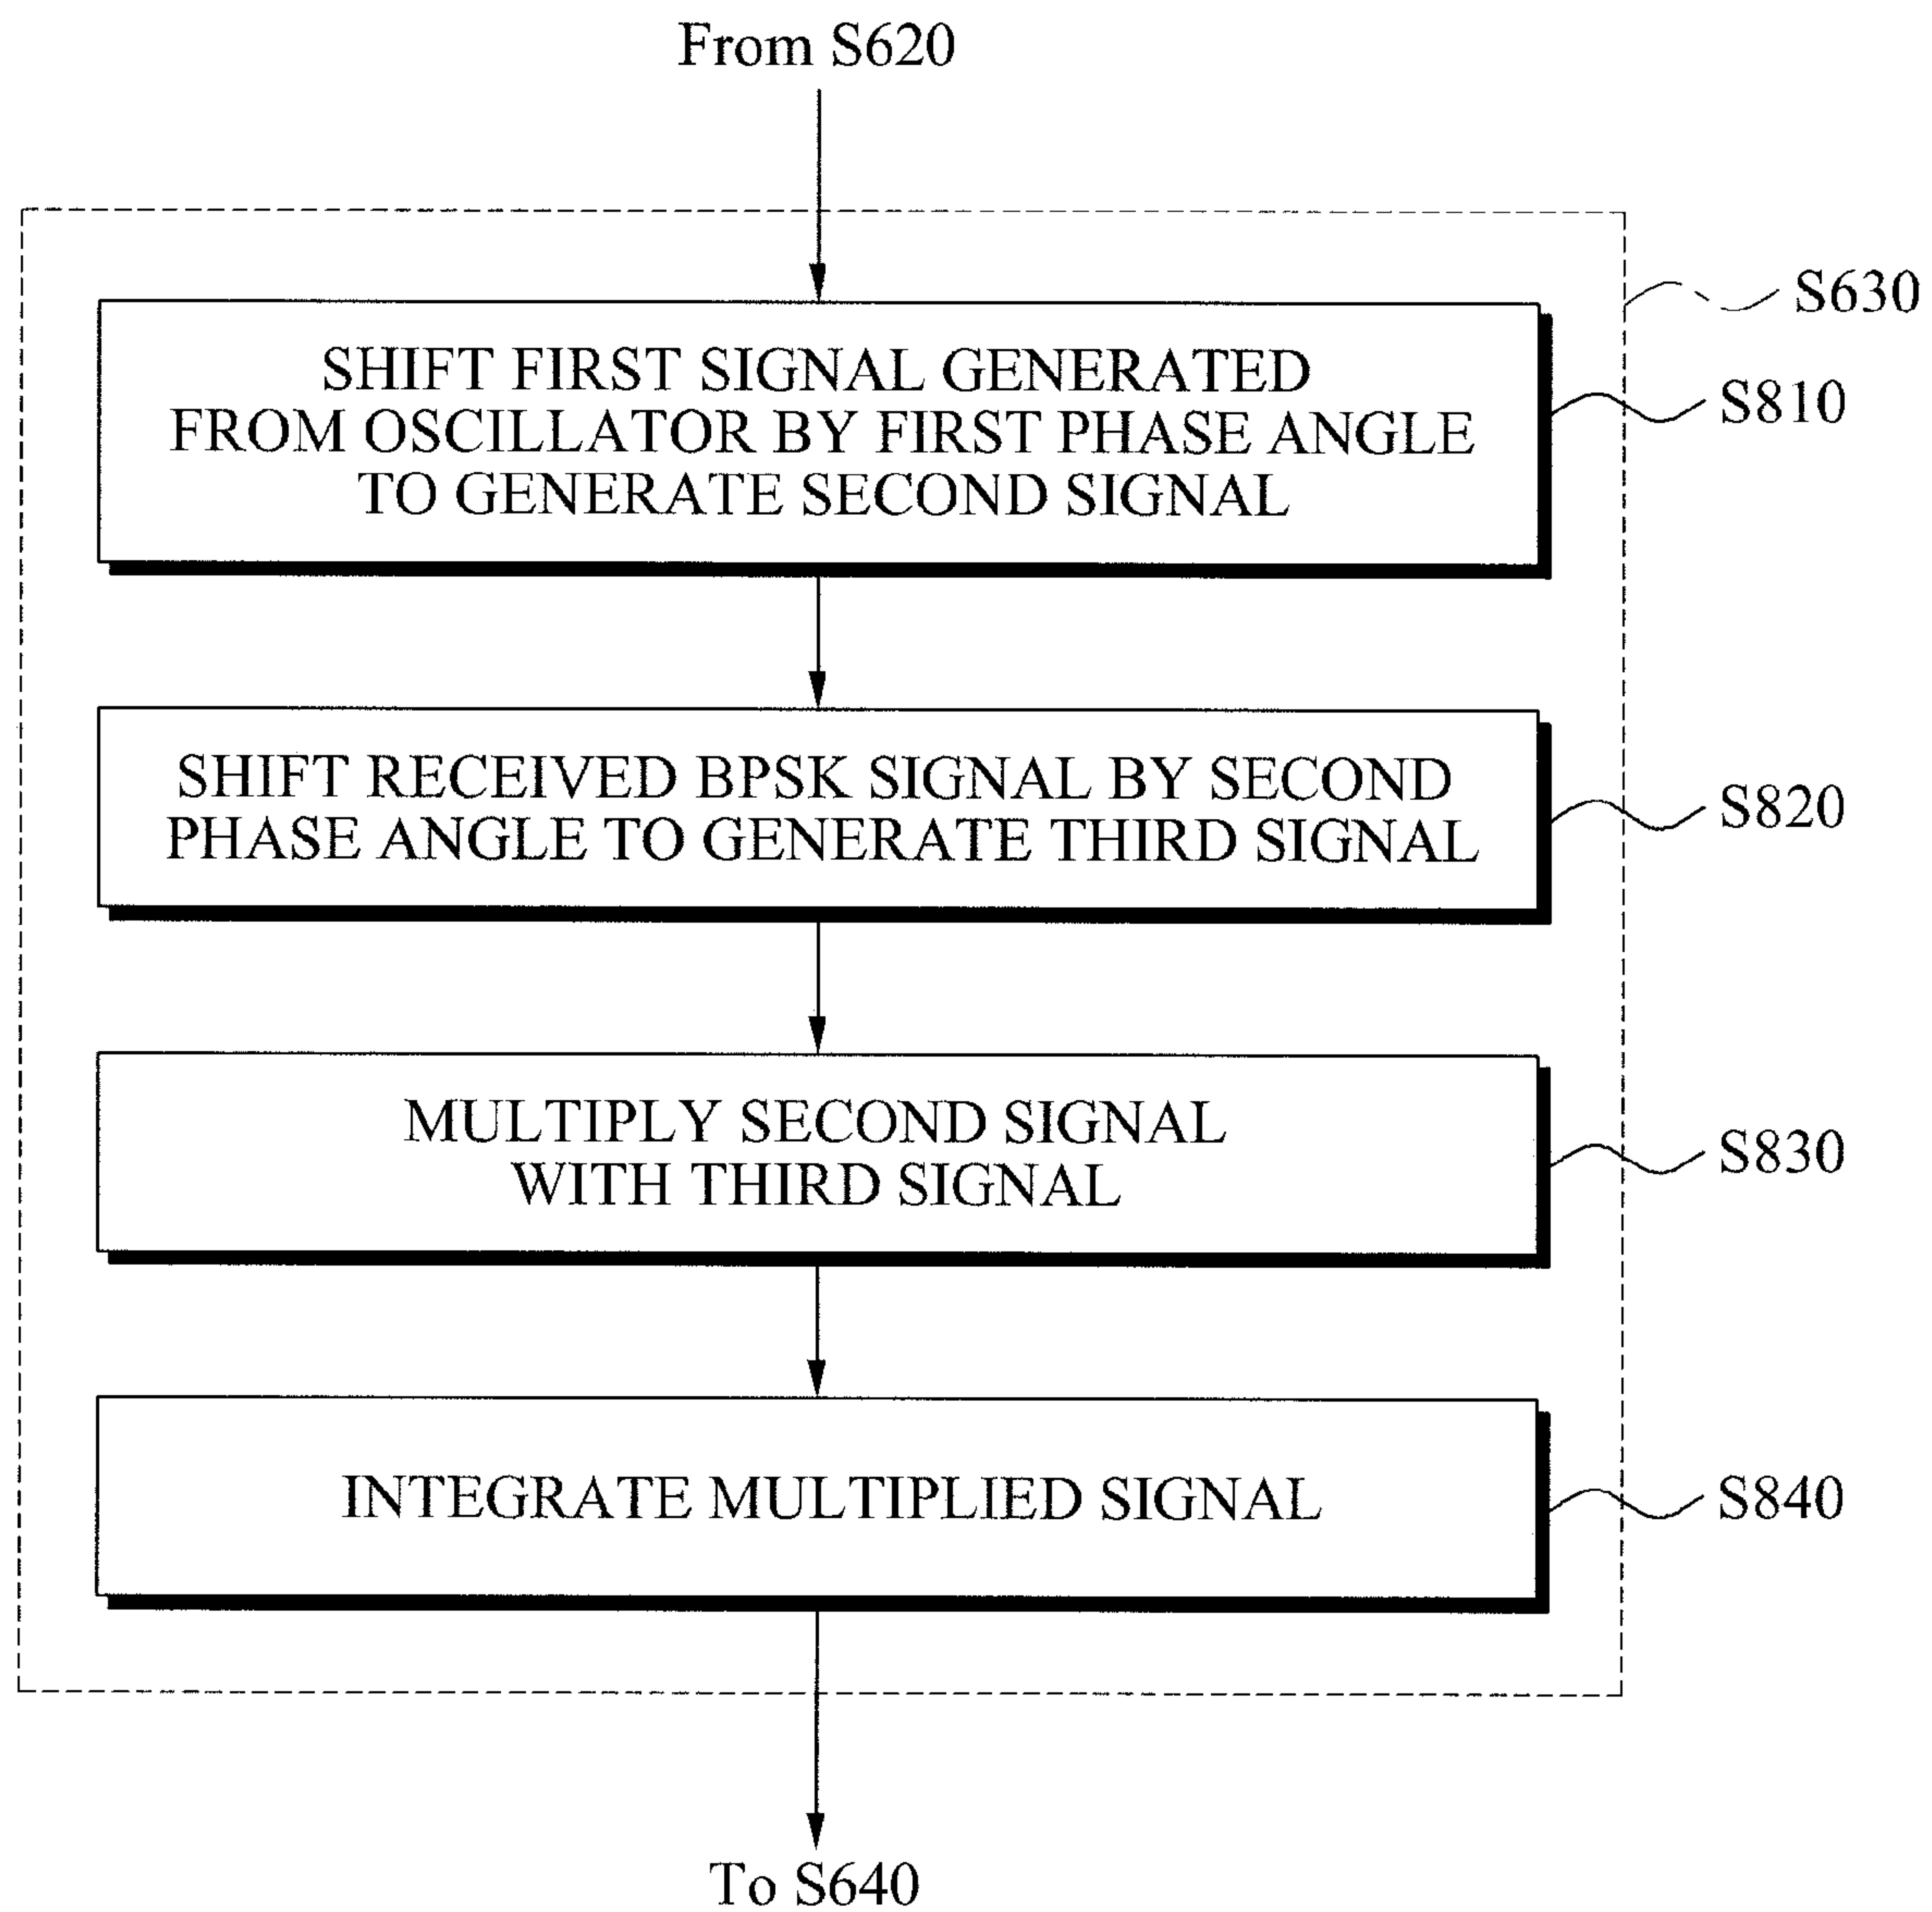 From S620
S630
SHIFT FIRST SIGNAL GENERATED
FROM OSCILLATOR BY FIRST PHASE ANGLE
TO GENERATE SECOND SIGNAL
S810
SHIFT RECEIVED BPSK SIGNAL BY SECOND
PHASE ANGLE TO GENERATE THIRD SIGNAL
S820
MULTIPLY SECOND SIGNAL
WITH THIRD SIGNAL
S830
INTEGRATE MULTIPLIED SIGNAL
S840
To S640